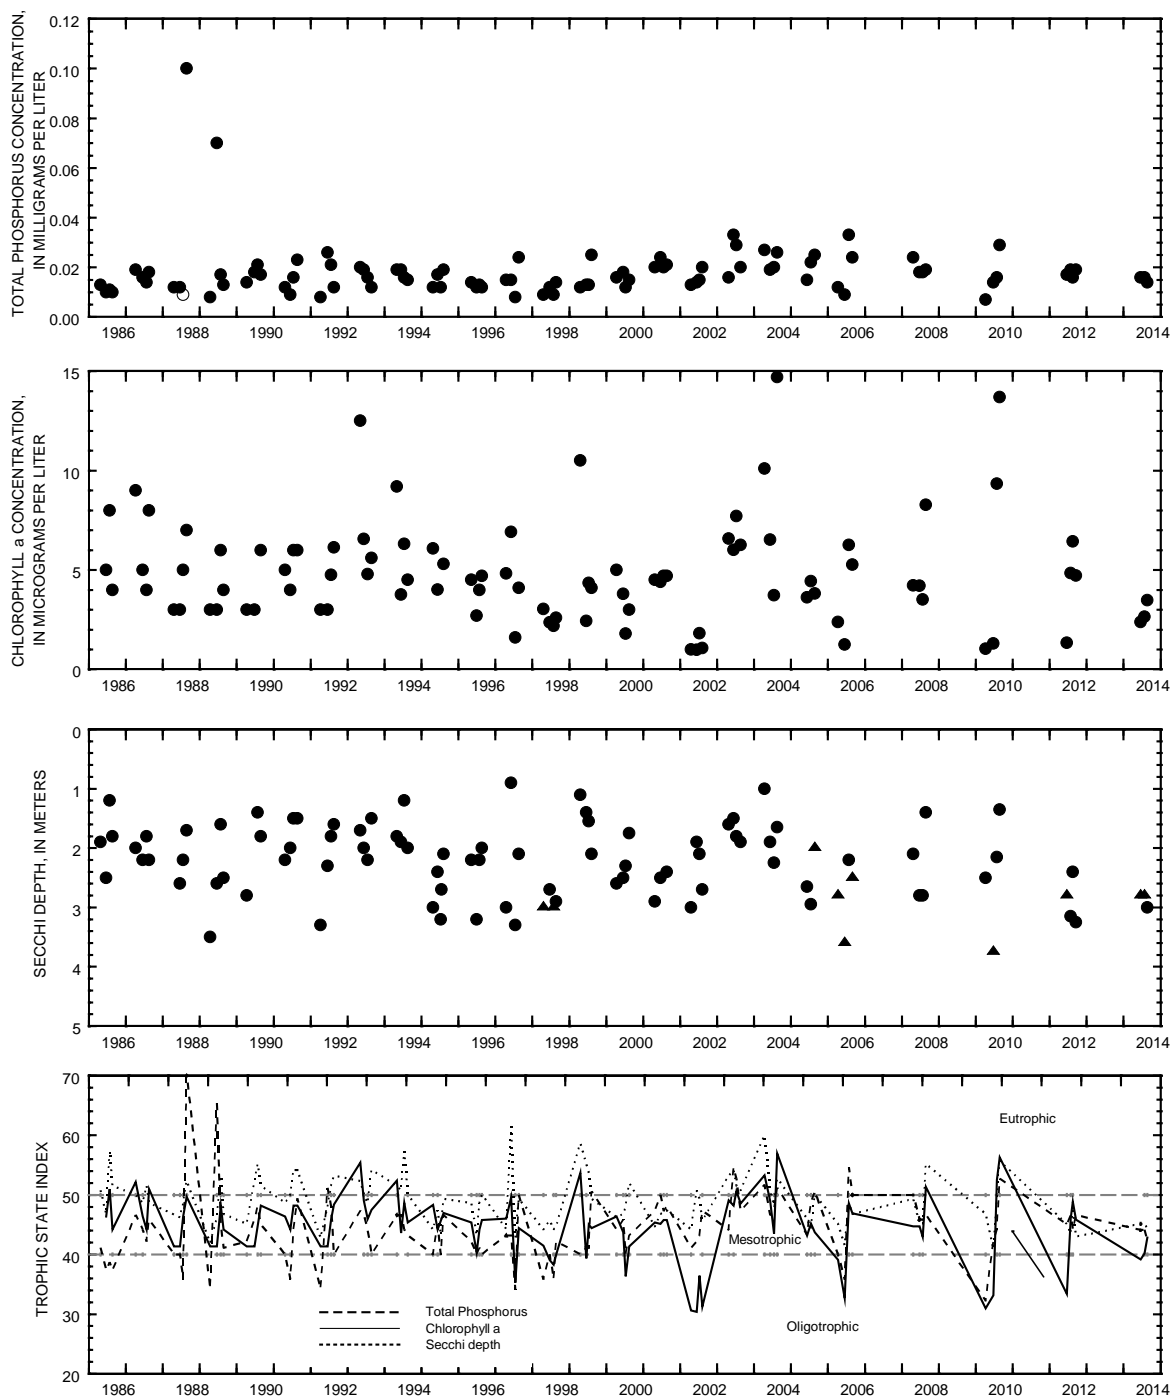 TOTAL PHOSPHORUS CONCENTRATION,
IN MILLIGRAMS PER LITER
0.12
0.10
0.08
0.06
0.04
0.02
0.00
1986 1988 1990 1992 1994 1996 1998 2000 2002 2004 2006 2008 2010 2012 2014
CHLOROPHYLL a CONCENTRATION,
IN MICROGRAMS PER LITER
15
10
5
0
1986 1988 1990 1992 1994 1996 1998 2000 2002 2004 2006 2008 2010 2012 2014
SECCHI DEPTH, IN METERS
0
1
2
3
4
5
1986 1988 1990 1992 1994 1996 1998 2000 2002 2004 2006 2008 2010 2012 2014
TROPHIC STATE INDEX
70
60
50
40
30
20
Eutrophic
Mesotrophic
Oligotrophic
Total Phosphorus
Chlorophyll a
Secchi depth
1986 1988 1990 1992 1994 1996 1998 2000 2002 2004 2006 2008 2010 2012 2014